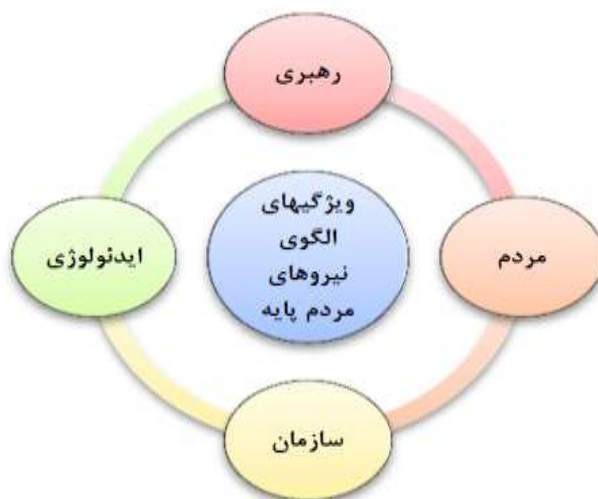 رهبری
ویژگیهای
الگوی
نیروهای
مردم پایه
مردم
ایدئولوژی
سازمان